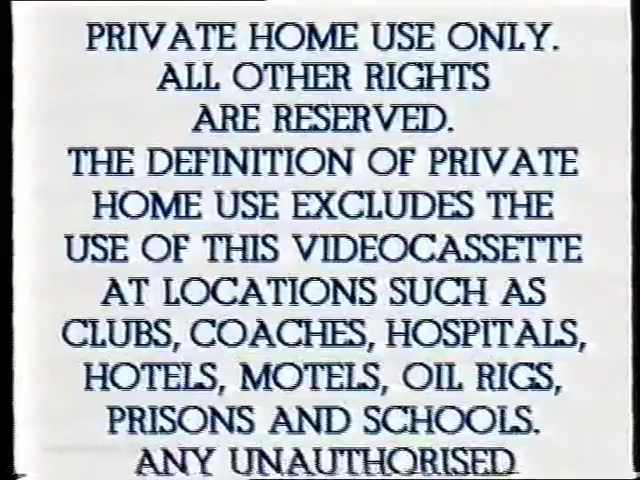 PRIVATE HOME USE ONLY.
ALL OTHER RIGHTS
ARE RESERVED.
THE DEFINITION OF PRIVATE
HOME USE EXCLUDES THE
USE OF THIS VIDEOCASSETTE
AT LOCATIONS SUCH AS
CLUBS, COACHES, HOSPITALS,
HOTELS, MOTELS, OIL RIGS,
PRISONS AND SCHOOLS.
ANY UNAUTHORISED